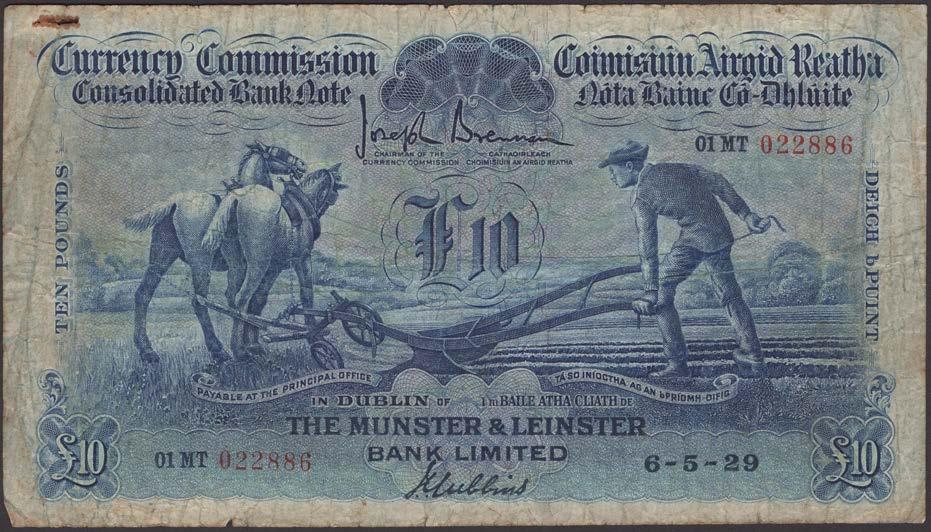 Currency Commission
Consolidated Bank Note
Coimisiún Airgid Reatha
Nóta Bainc Có-Dhlúite
Joseph Brennan
CHAIRMAN OF THE CATHAOIRLEACH
CURRENCY COMMISSION CHOIMISIÚIN AN AIRGID REATHA
01 MT 022886
TEN POUNDS
£10
DEICH bPUINT
PAYABLE AT THE PRINCIPAL OFFICE
TÁ SO INÍOCTHA AG AN bPRÍOMH-OIFIG
IN DUBLIN OF I mBAILE ATHA CLIATH DE
THE MUNSTER & LEINSTER
BANK LIMITED
01 MT 022886
6-5-29
£10
£10